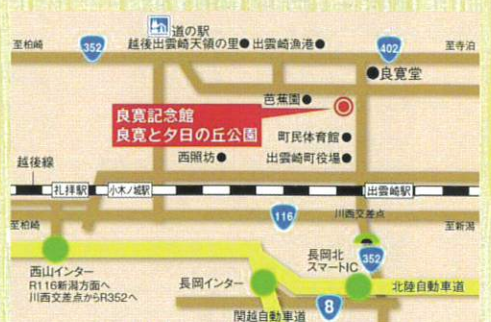 道の駅
越後出雲崎天領の里
出雲崎漁港
至柏崎
352
402
至寺泊
良寛堂
芭蕉園
良寛記念館
良寛と夕日の丘公園
町民体育館
西照坊
出雲崎町役場
越後線
礼拝駅
小木ノ城駅
出雲崎駅
至柏崎
116
川西交差点
至新潟
西山インター
R116新潟方面へ
川西交差点からR352へ
長岡インター
長岡北
スマートIC
352
北陸自動車道
8
関越自動車道